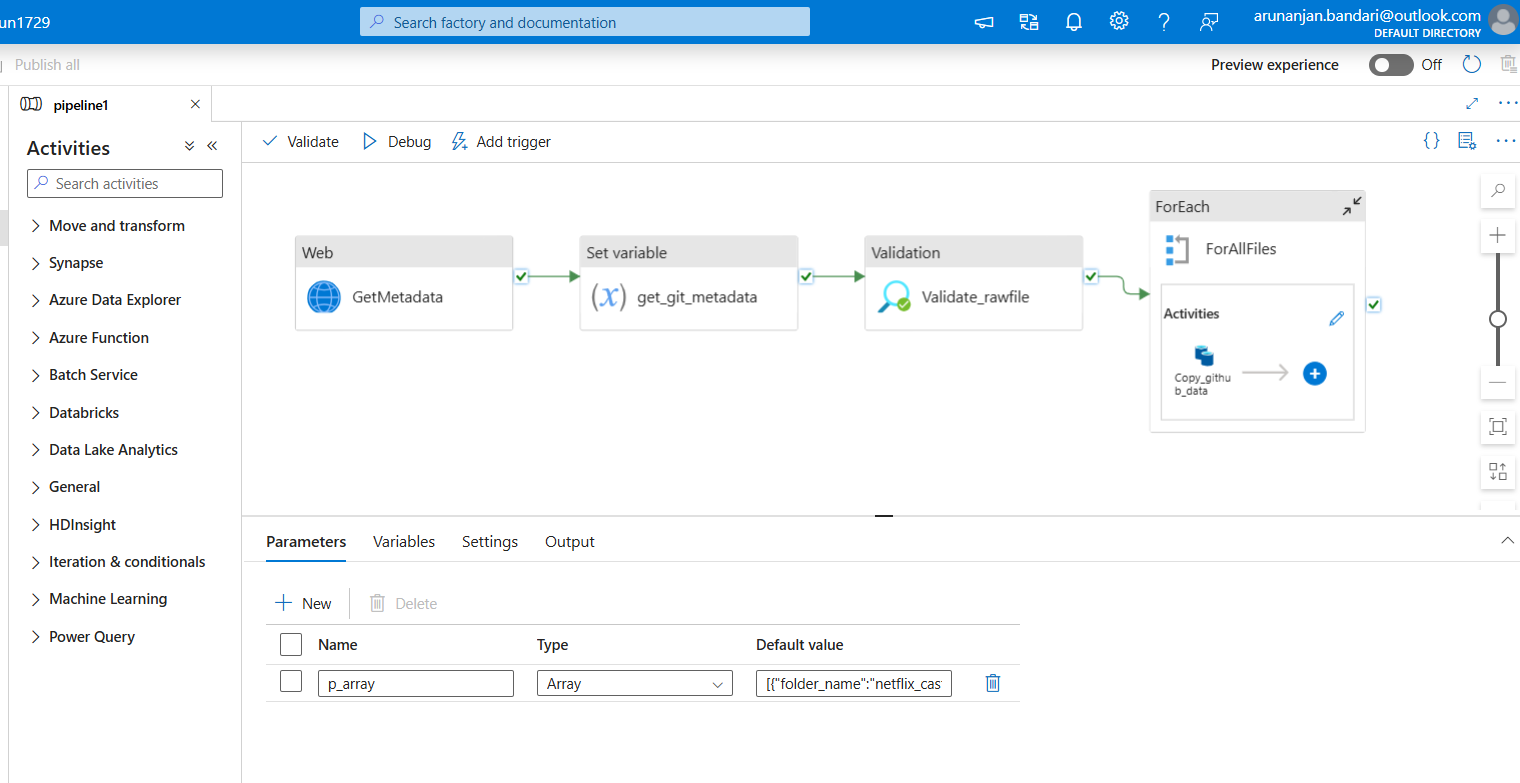 un1729
Search factory and documentation
arunanjan.bandari@outlook.com
DEFAULT DIRECTORY
Publish all
Preview experience
Off
pipeline1
Activities
Search activities
Move and transform
Synapse
Azure Data Explorer
Azure Function
Batch Service
Databricks
Data Lake Analytics
General
HDInsight
Iteration & conditionals
Machine Learning
Power Query
Validate
Debug
Add trigger
Web
GetMetadata
Set variable
(x)
get_git_metadata
Validation
Validate_rawfile
ForEach
ForAllFiles
Activities
Copy_githu
b_data
Parameters
Variables
Settings
Output
New
Delete
Name
Type
Default value
p_array
Array
[{"folder_name":"netflix_cas